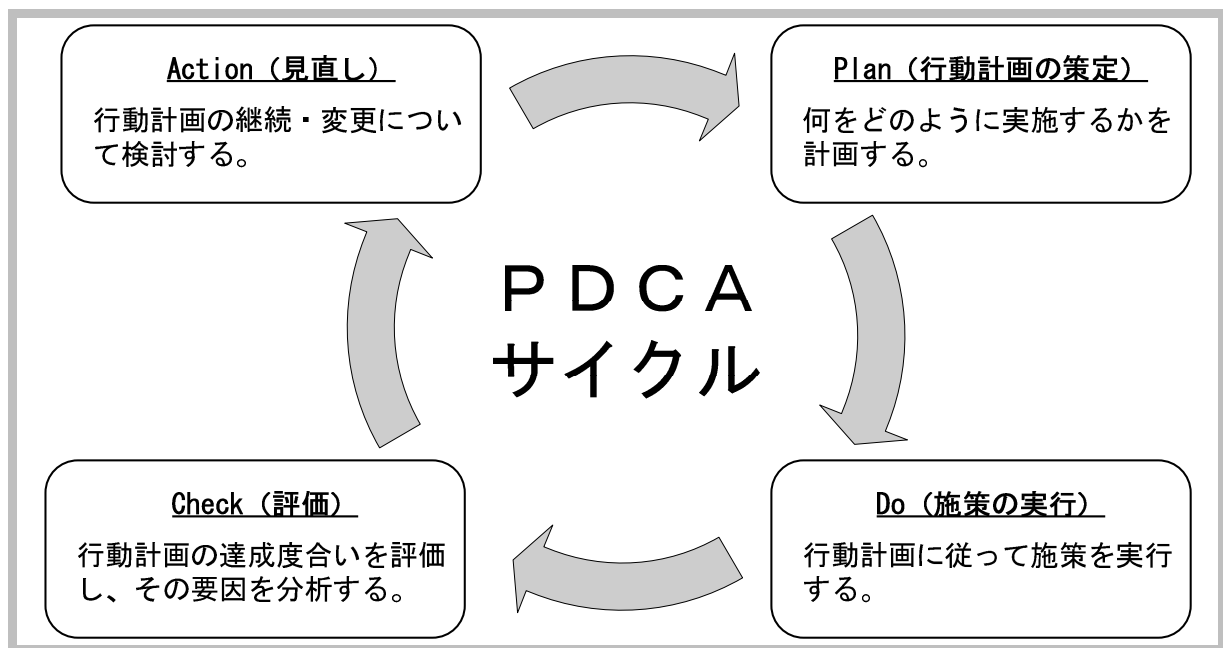 Action（見直し）
行動計画の継続・変更につい
て検討する。
Plan（行動計画の策定）
何をどのように実施するかを
計画する。
ＰＤＣＡ
サイクル
Check（評価）
行動計画の達成度合いを評価
し、その要因を分析する。
Do（施策の実行）
行動計画に従って施策を実行
する。